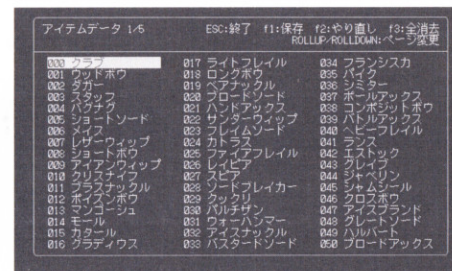 アイテムデータ 1/5 ESC:終了 f1:保存 f2:やり直し f3:全消去
ROLLUP/ROLLDOWN:ページ変更
000 クラブ 017 ライトフレイル 034 フランシスカ
001 ウッドボウ 018 ロングボウ 035 パイク
002 ダガー 019 ベアナックル 036 シミター
003 スタッフ 020 ブロードソード 037 ポールアックス
004 バグナグ 021 ハンドアックス 038 コンポジットボウ
005 ショートソード 022 サンダーウィップ 039 バトルアックス
006 メイス 023 フレイムソード 040 ヘビーフレイル
007 レザーウィップ 024 カトラス 041 ランス
008 ショートボウ 025 ファイアフレイル 042 エストック
009 アイアンウィップ 026 レイピア 043 グレイブ
010 クリスナイフ 027 スピア 044 ジャベリン
011 ブラスナックル 028 ソードブレイカー 045 シャムシール
012 ポイズンボウ 029 ククリ 046 クロスボウ
013 マンゴーシュ 030 バルチザン 047 アイスブランド
014 モール 031 ウォーハンマー 048 グレートソード
015 カタール 032 アイスナックル 049 ハルバート
016 グラディウス 033 バスタードソード 050 ブロードアックス